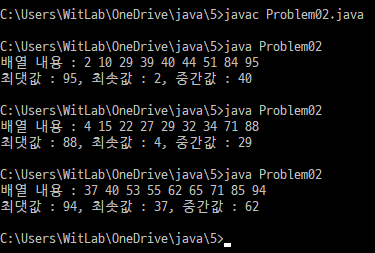 C:\Users\WitLab\OneDrive\java\5>javac Problem02.java
C:\Users\WitLab\OneDrive\java\5>java Problem02
배열 내용 : 2 10 29 39 40 44 51 84 95
최댓값 : 95, 최솟값 : 2, 중간값 : 40
C:\Users\WitLab\OneDrive\java\5>java Problem02
배열 내용 : 4 15 22 27 29 32 34 71 88
최댓값 : 88, 최솟값 : 4, 중간값 : 29
C:\Users\WitLab\OneDrive\java\5>java Problem02
배열 내용 : 37 40 53 55 62 65 71 85 94
최댓값 : 94, 최솟값 : 37, 중간값 : 62
C:\Users\WitLab\OneDrive\java\5>